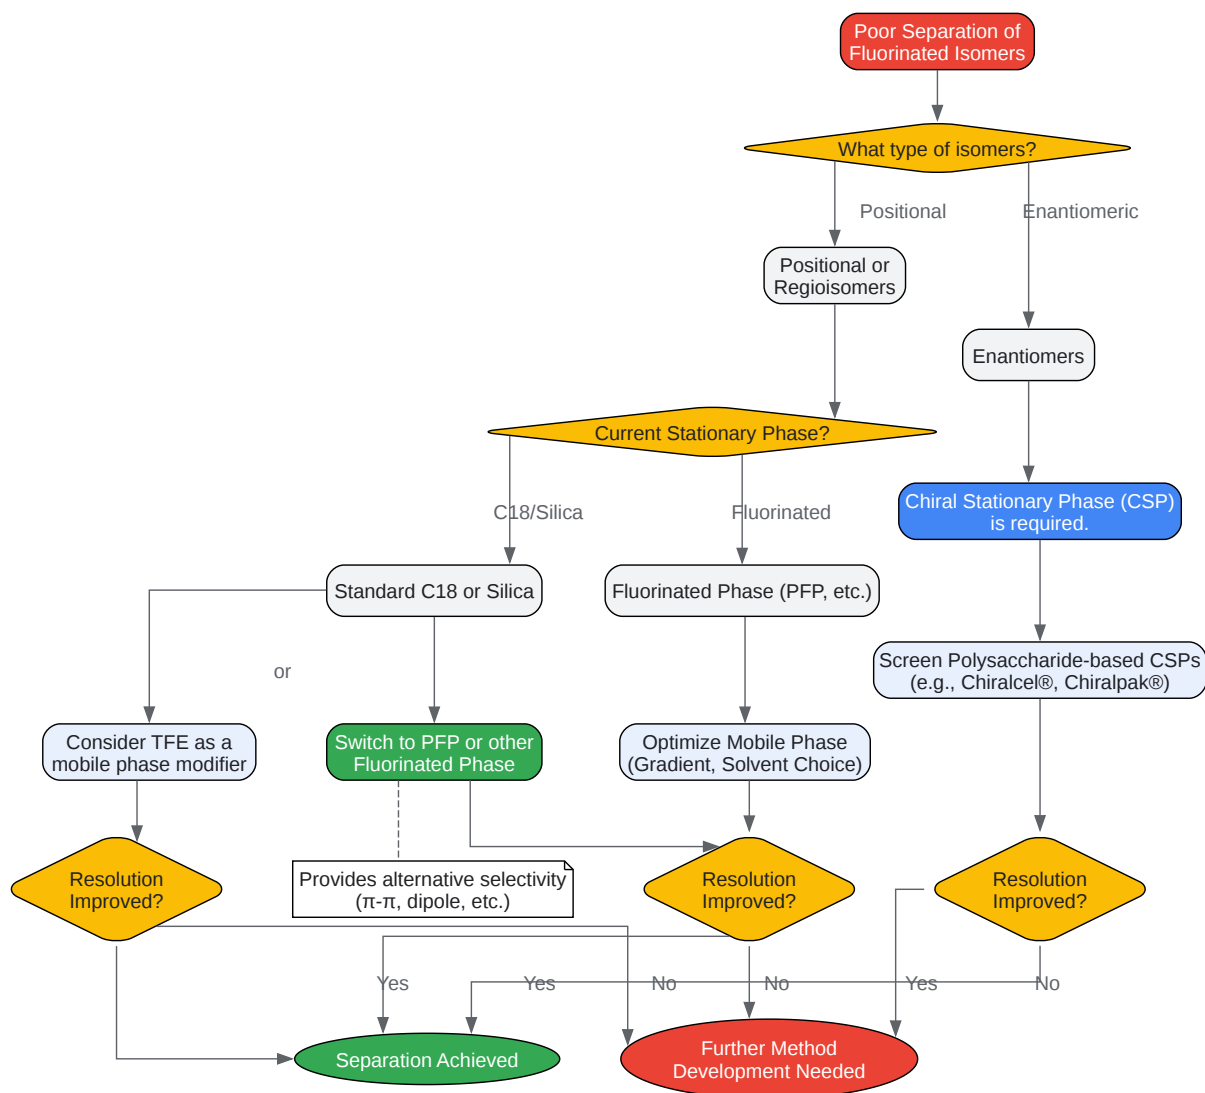 Poor Separation of
Fluorinated Isomers
What type of isomers?
Positional
Enantiomeric
Positional or
Regioisomers
Enantiomers
Current Stationary Phase?
C18/Silica
Fluorinated
Chiral Stationary Phase (CSP)
is required.
Standard C18 or Silica
Fluorinated Phase (PFP, etc.)
or
Screen Polysaccharide-based CSPs
(e.g., Chiralcel®, Chiralpak®)
Consider TFE as a
mobile phase modifier
Switch to PFP or other
Fluorinated Phase
Optimize Mobile Phase
(Gradient, Solvent Choice)
Resolution
Improved?
Provides alternative selectivity
(π-π, dipole, etc.)
Resolution
Improved?
Resolution
Improved?
Yes
Yes
No
No
Yes
No
Separation Achieved
Further Method
Development Needed